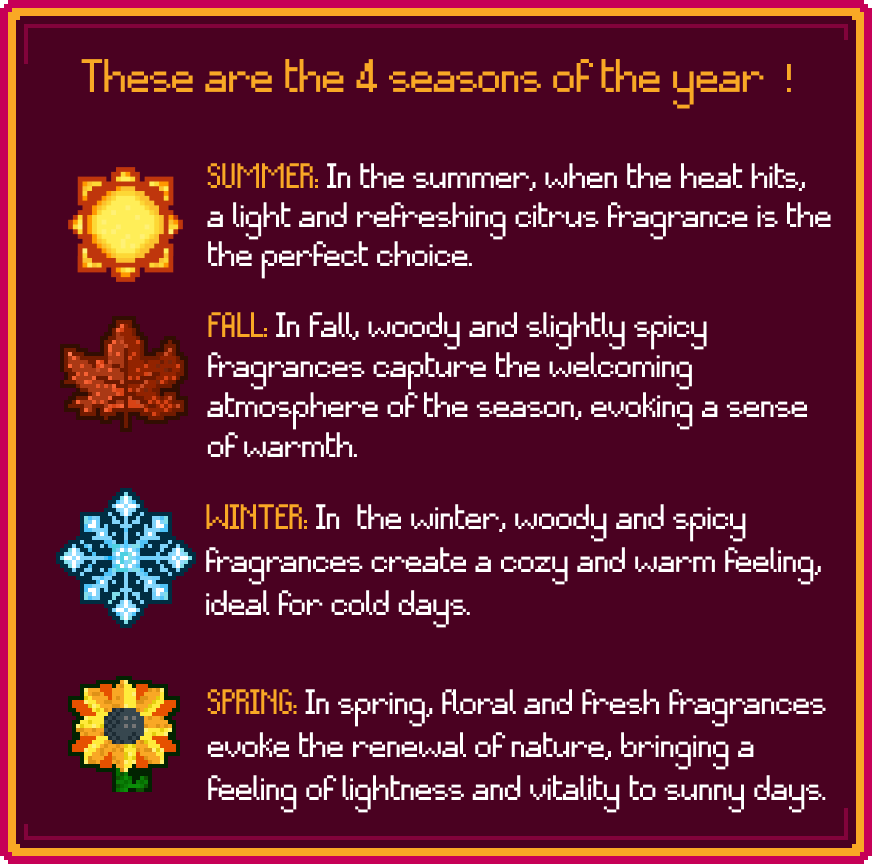 These are the 4 seasons of the year !
SUMMER: In the summer, when the heat hits,
a light and refreshing citrus fragrance is the
the perfect choice.
FALL: In fall, woody and slightly spicy
fragrances capture the welcoming
atmosphere of the season, evoking a sense
of warmth.
WINTER: In the winter, woody and spicy
fragrances create a cozy and warm feeling,
ideal for cold days.
SPRING: In spring, floral and fresh fragrances
evoke the renewal of nature, bringing a
feeling of lightness and vitality to sunny days.